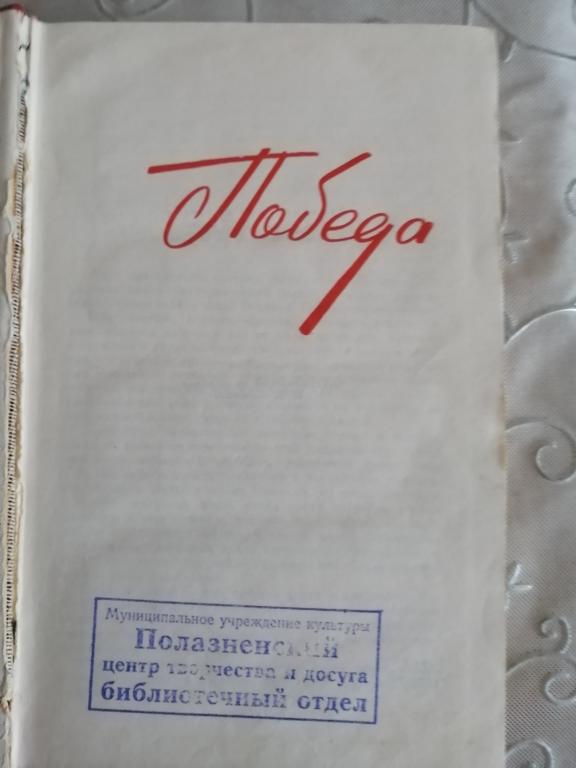 Победа
Муниципальное учреждение культуры
Полазненский
центр творчества и досуга
библиотечный отдел